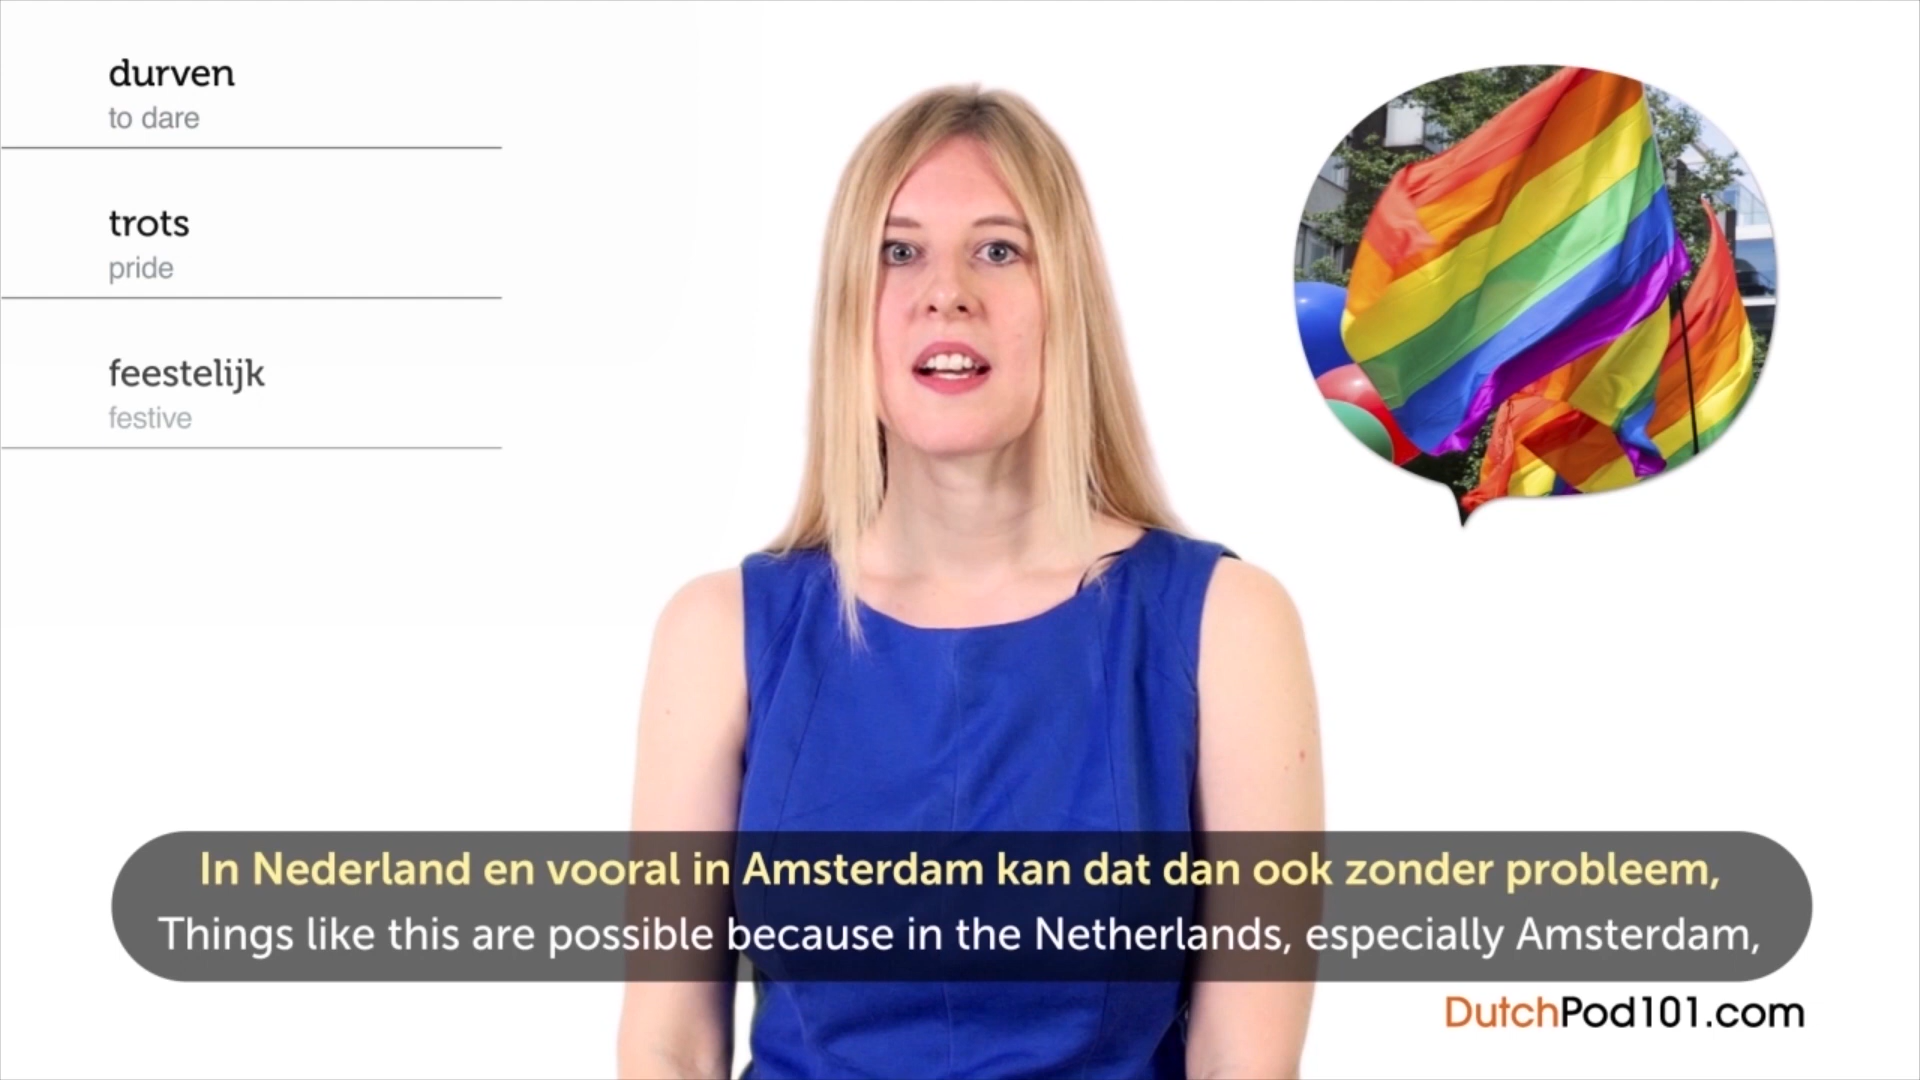 durven
to dare
trots
pride
feestelijk
festive
In Nederland en vooral in Amsterdam kan dat dan ook zonder probleem,
Things like this are possible because in the Netherlands, especially Amsterdam,
DutchPod101.com